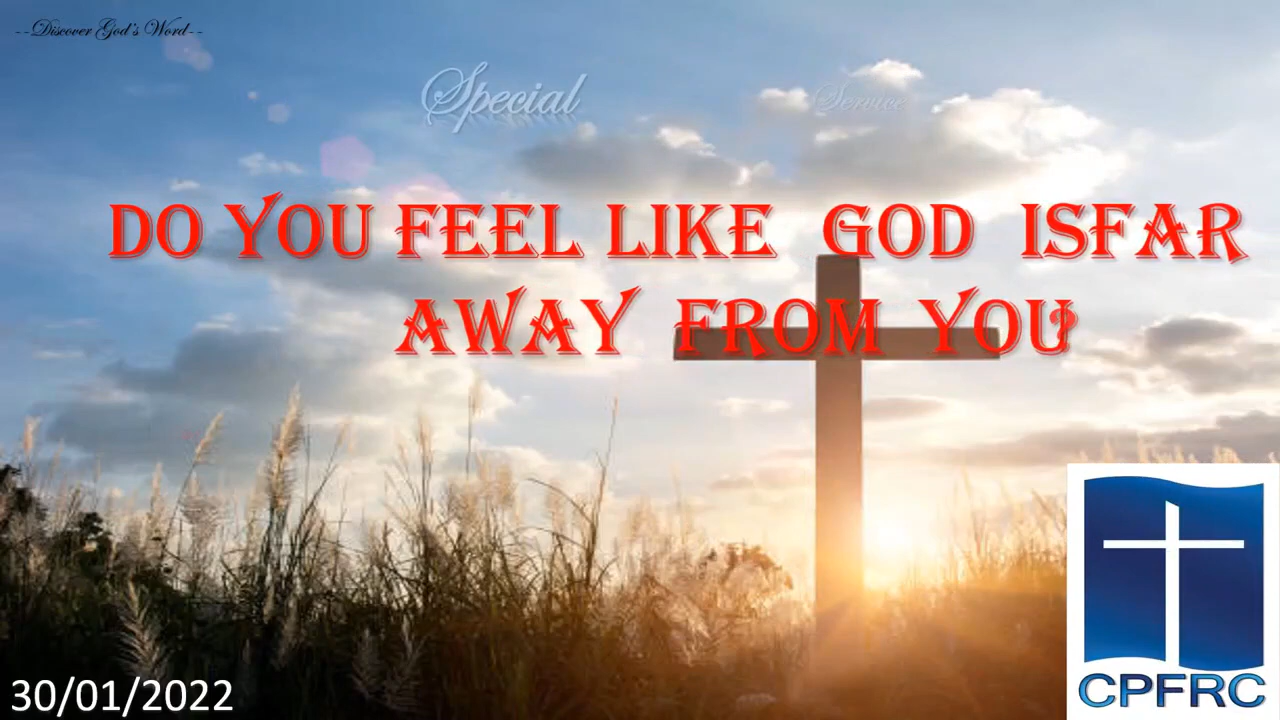 --Discover God's Word--
Special Service
DO YOU FEEL LIKE GOD ISFAR
AWAY FROM YOU?
30/01/2022
CPFRC